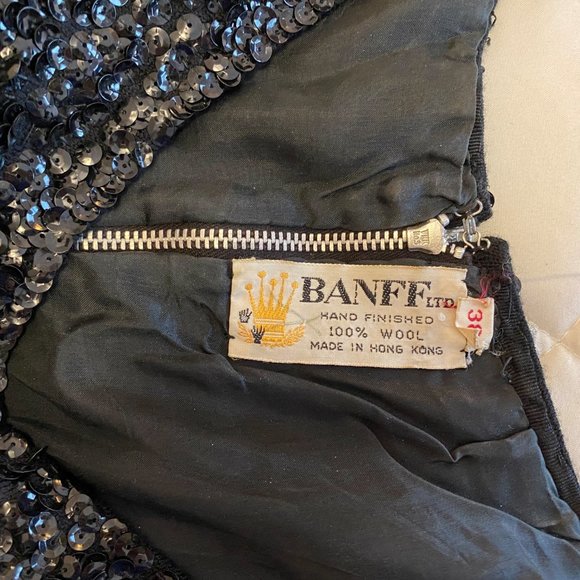 BANFF LTD.
HAND FINISHED
100% WOOL
MADE IN HONG KONG